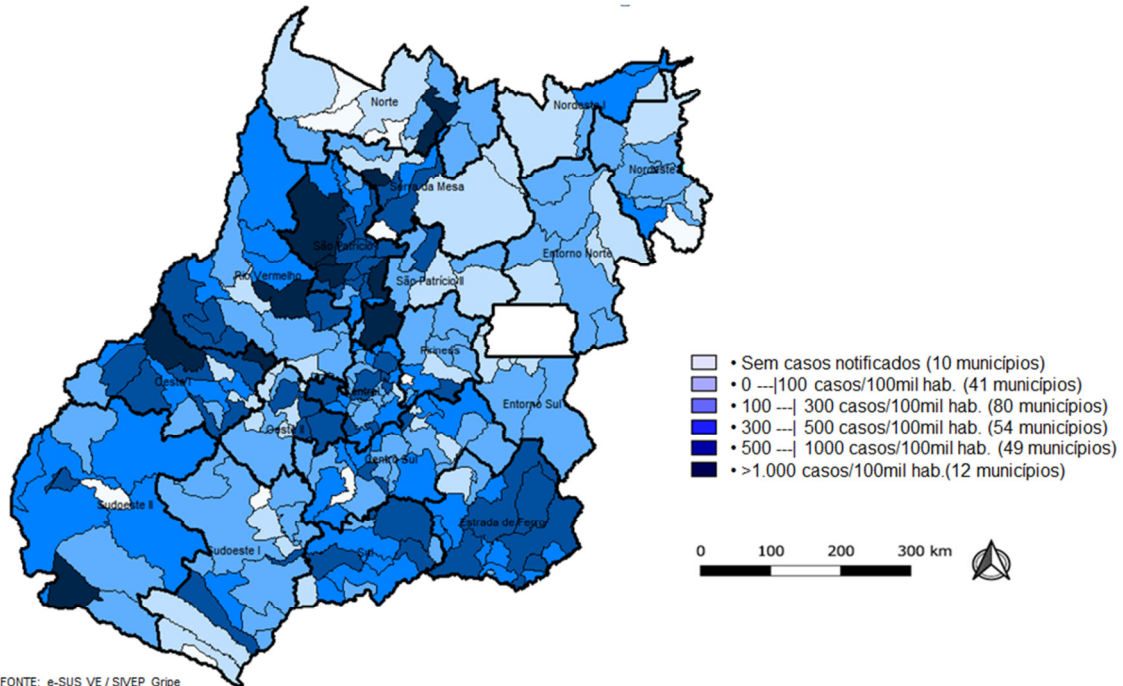 Norte
Nordeste I
Nordeste
Serra da Mesa
São Patrício
Entorno Norte
Rio Vermelho
São Patrício II
Pirineus
Oeste I
Central
Entorno Sul
Oeste II
Centro Sul
Sudoeste II
Estrada de Ferro
Sudoeste I
Sul
• Sem casos notificados (10 municípios)
• 0 ---|100 casos/100mil hab. (41 municípios)
• 100 ---| 300 casos/100mil hab. (80 municípios)
• 300 ---| 500 casos/100mil hab. (54 municípios)
• 500 ---| 1000 casos/100mil hab. (49 municípios)
• >1.000 casos/100mil hab.(12 municípios)
0 100 200 300 km
FONTE: e-SUS VE / SIVEP Gripe